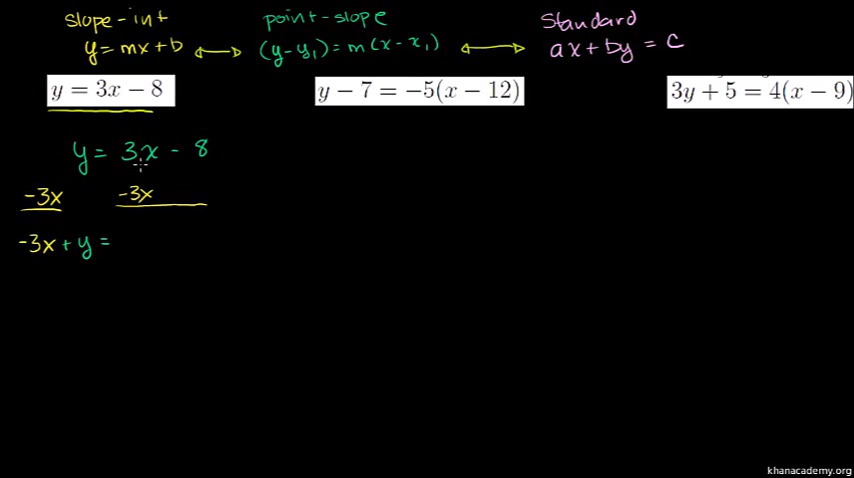 slope-int point-slope Standard
y = mx + b (y-y₁) = m(x-x₁) ax + by = C
y = 3x − 8 y − 7 = −5(x − 12) 3y + 5 = 4(x − 9)
y = 3x - 8
-3x -3x
-3x + y =
khanacademy.org